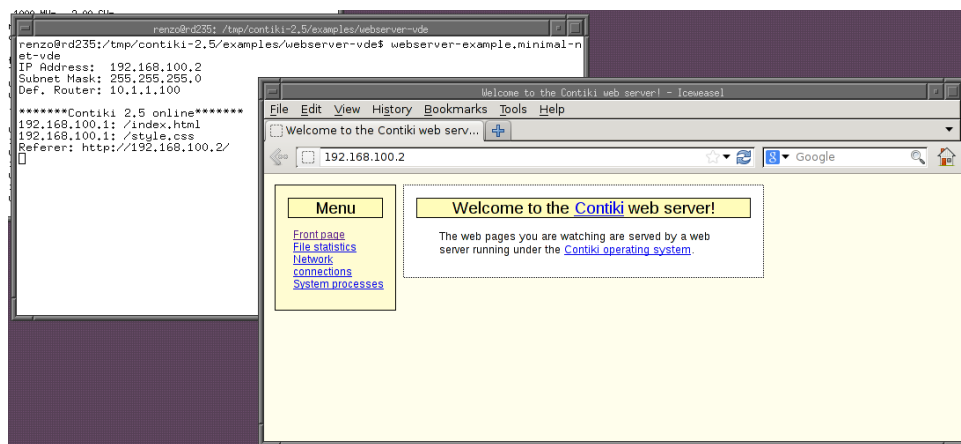 1000 MHz 2.00 GHz
renzo@rd235: /tmp/contiki-2.5/examples/webserver-vde
renzo@rd235:/tmp/contiki-2.5/examples/webserver-vde$ webserver-example.minimal-n
et-vde
IP Address:  192.168.100.2
Subnet Mask: 255.255.255.0
Def. Router: 10.1.1.100
*******Contiki 2.5 online*******
192.168.100.1: /index.html
192.168.100.1: /style.css
Referer: http://192.168.100.2/
Welcome to the Contiki web server! - Iceweasel
File Edit View History Bookmarks Tools Help
Welcome to the Contiki web serv...
192.168.100.2
Google
Menu
Front page
File statistics
Network
connections
System processes
Welcome to the Contiki web server!
The web pages you are watching are served by a web
server running under the Contiki operating system.